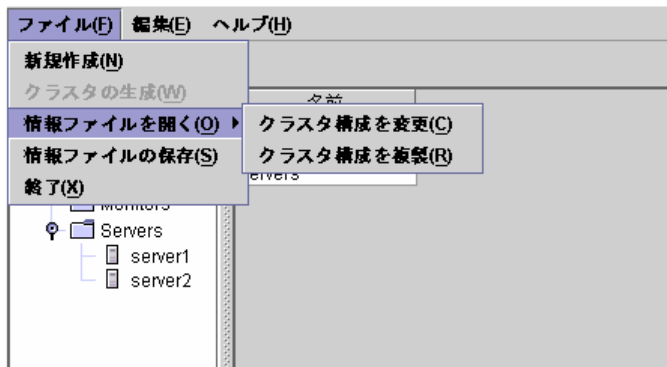 ファイル(F) 編集(E) ヘルプ(H)
新規作成(N)
クラスタの生成(W)
名前
情報ファイルを開く(O)
クラスタ構成を変更(C)
情報ファイルの保存(S)
クラスタ構成を複製(R)
servers
終了(X)
Monitors
Servers
server1
server2